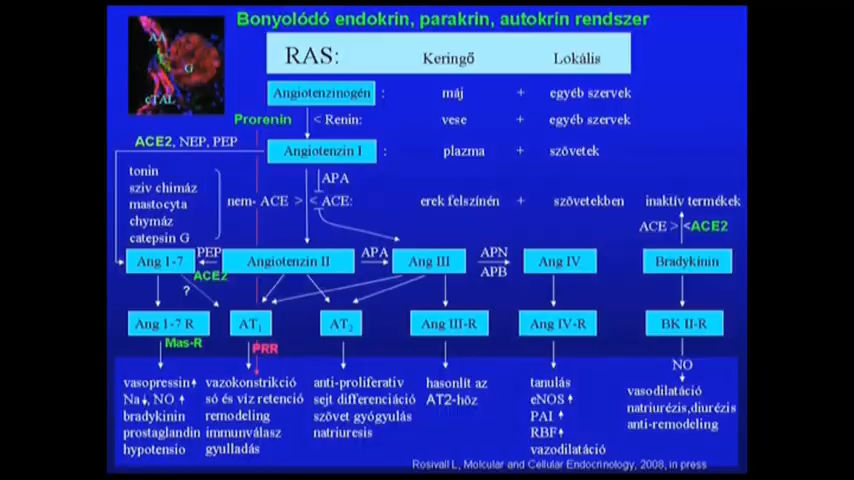 Bonyolódó endokrin, parakrin, autokrin rendszer
AA
G
cTAL
RAS: Keringő Lokális
Angiotenzinogén : máj + egyéb szervek
Prorenin < Renin: vese + egyéb szervek
ACE2, NEP, PEP
Angiotenzin I : plazma + szövetek
tonin
sziv chimáz
mastocyta
chymáz
catepsin G
APA
nem- ACE > < ACE: erek felszínén + szövetekben inaktív termékek
ACE > <ACE2
Ang 1-7 PEP Angiotenzin II APA Ang III APN Ang IV Bradykinin
ACE2 APB
?
Ang 1-7 R AT1 AT2 Ang III-R Ang IV-R BK II-R
Mas-R PRR
NO
vasopressin↑
Na↓, NO ↑
bradykinin
prostaglandin
hypotensio
vazokonstrikció
só és viz retenció
remodeling
immunválasz
gyulladás
anti-proliferativ
sejt differenciáció
szövet gyógyulás
natriuresis
hasonlít az
AT2-höz
tanulás
eNOS ↑
PAI ↑
RBF↑
vazodilatáció
vasodilatáció
natriurézis,diurézis
anti-remodeling
Rosivall L, Molcular and Cellular Endocrinology, 2008, in press